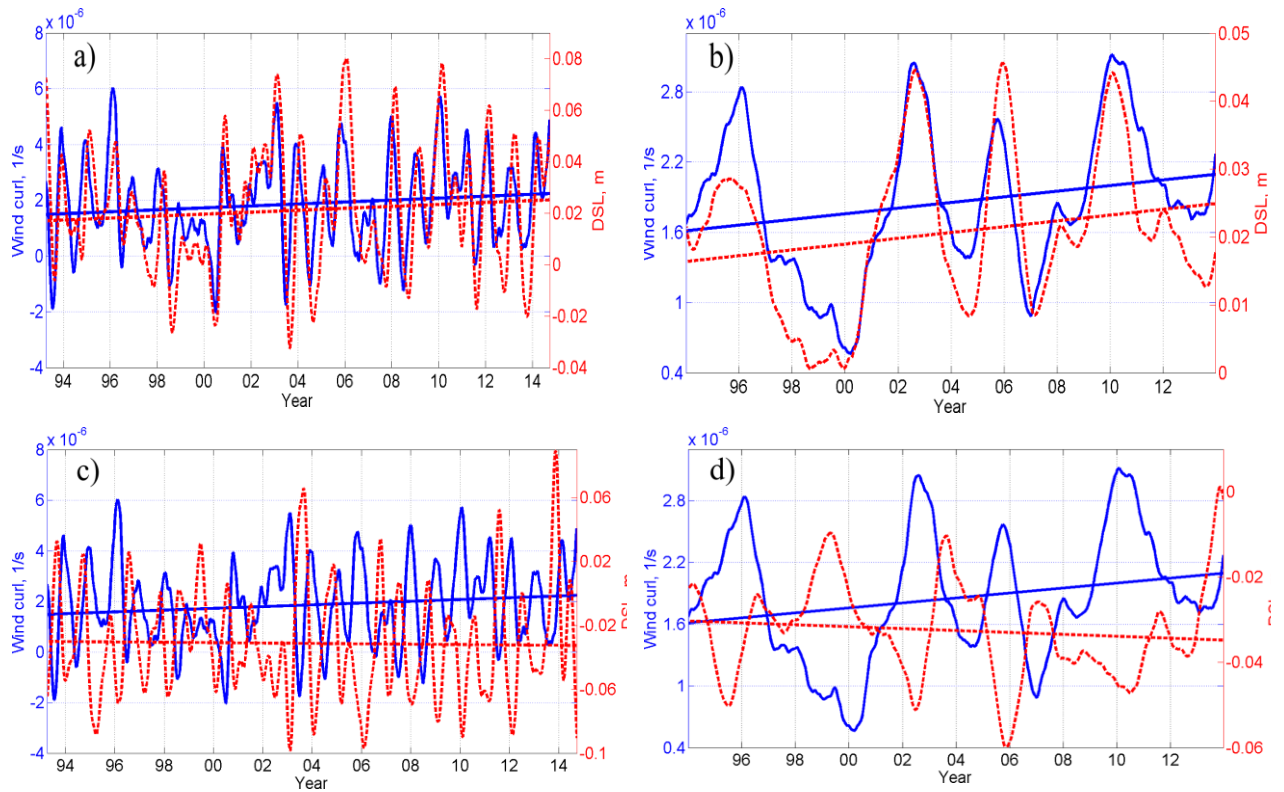 x 10⁻⁶
a)
8
6
4
2
0
-2
-4
Wind curl, 1/s
0.08
0.06
0.04
0.02
0
-0.02
-0.04
DSL, m
94 96 98 00 02 04 06 08 10 12 14
Year
x 10⁻⁶
b)
2.8
2.2
1.6
1
0.4
Wind curl, 1/s
0.05
0.04
0.03
0.02
0.01
0
DSL, m
96 98 00 02 04 06 08 10 12
Year
x 10⁻⁶
c)
8
6
4
2
0
-2
-4
Wind curl, 1/s
0.06
0.02
-0.02
-0.06
-0.1
94 96 98 00 02 04 06 08 10 12 14
Year
x 10⁻⁶
d)
2.8
2.2
1.6
1
0.4
Wind curl, 1/s
0
-0.02
-0.04
-0.06
96 98 00 02 04 06 08 10 12
Year